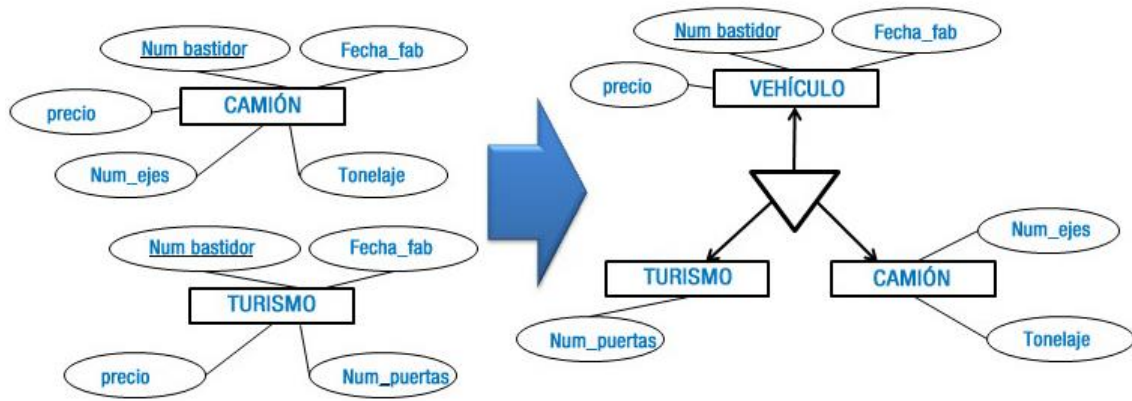 Num bastidor
Fecha_fab
CAMIÓN
precio
Num_ejes
Tonelaje
Num bastidor
Fecha_fab
TURISMO
precio
Num_puertas
Num bastidor
Fecha_fab
precio
VEHÍCULO
Num_ejes
TURISMO
CAMIÓN
Num_puertas
Tonelaje